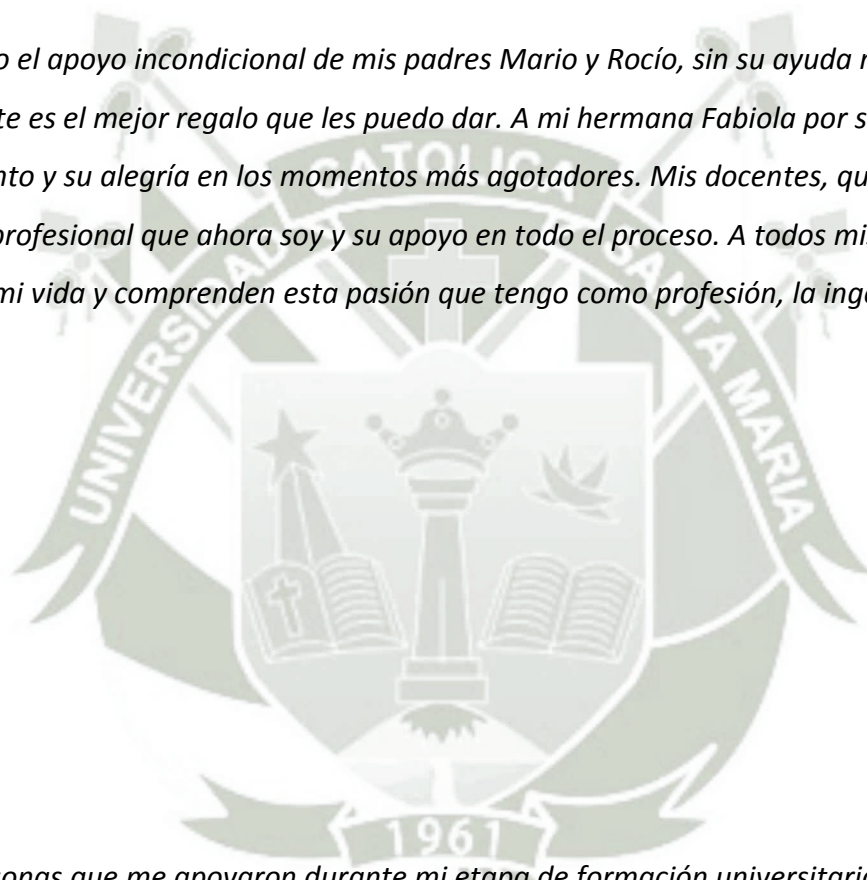 o el apoyo incondicional de mis padres Mario y Rocío, sin su ayuda
te es el mejor regalo que les puedo dar. A mi hermana Fabiola por s
nto y su alegría en los momentos más agotadores. Mis docentes, qu
profesional que ahora soy y su apoyo en todo el proceso. A todos mi
mi vida y comprenden esta pasión que tengo como profesión, la inge
UNIVERSIDAD CATOLICA SANTA MARIA
1961
sonas que me apoyaron durante mi etapa de formación universitari